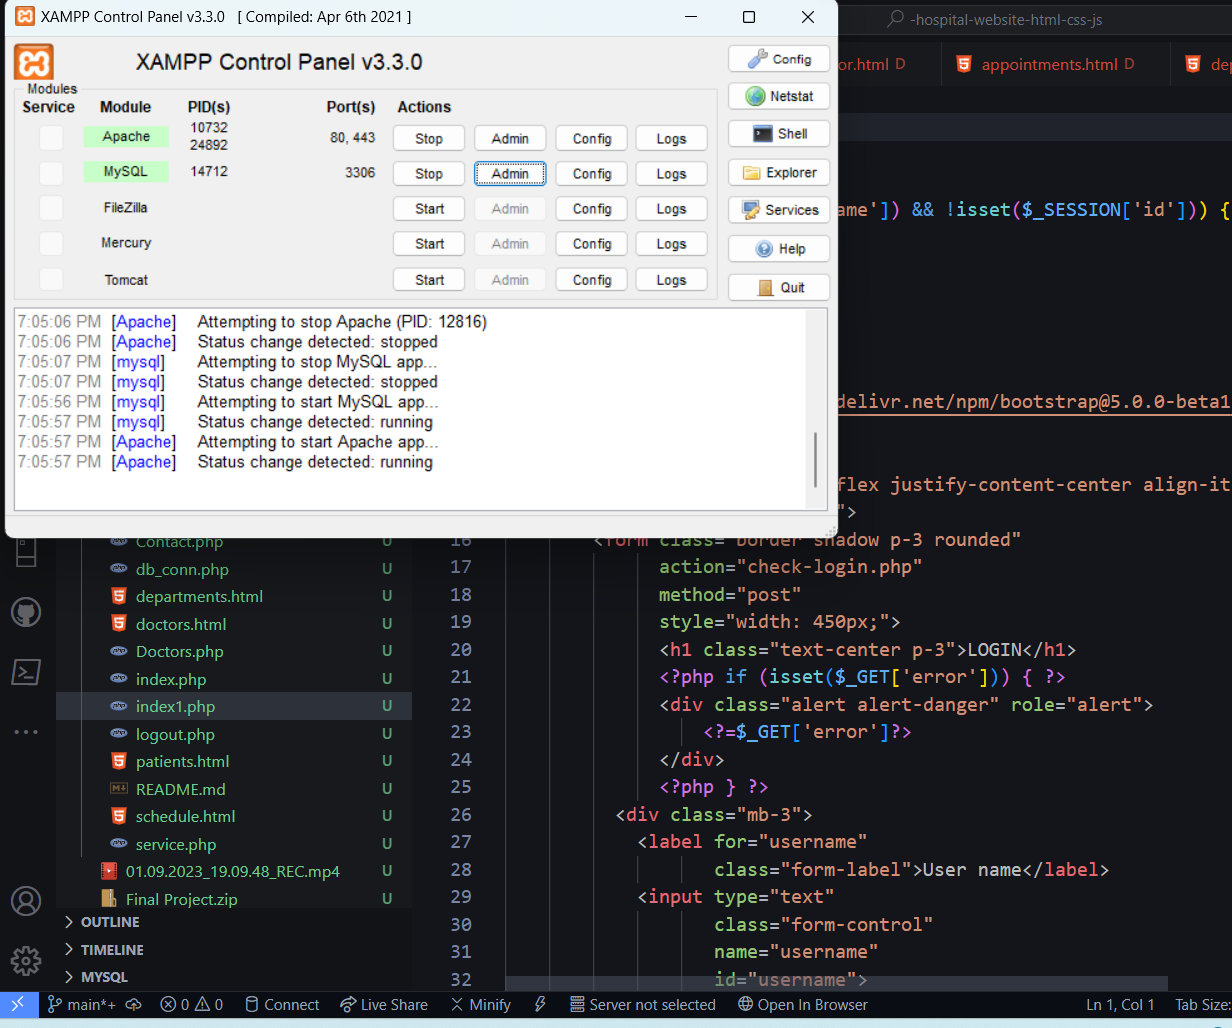 XAMPP Control Panel v3.3.0 [ Compiled: Apr 6th 2021 ]
-hospital-website-html-css-js
XAMPP Control Panel v3.3.0
Config
or.html D
appointments.html D
Modules
Service Module PID(s) Port(s) Actions
Netstat
Apache 10732 24892 80, 443 Stop Admin Config Logs
Shell
MySQL 14712 3306 Stop Admin Config Logs
Explorer
FileZilla Start Admin Config Logs
Services
ame']) && !isset($_SESSION['id'])) {
Mercury Start Admin Config Logs
Help
Tomcat Start Admin Config Logs
Quit
7:05:06 PM [Apache] Attempting to stop Apache (PID: 12816)
7:05:06 PM [Apache] Status change detected: stopped
7:05:07 PM [mysql] Attempting to stop MySQL app...
7:05:07 PM [mysql] Status change detected: stopped
7:05:56 PM [mysql] Attempting to start MySQL app...
delivr.net/npm/bootstrap@5.0.0-beta1
7:05:57 PM [mysql] Status change detected: running
7:05:57 PM [Apache] Attempting to start Apache app...
7:05:57 PM [Apache] Status change detected: running
flex justify-content-center align-it
">
Contact.php U
16 <form class="border shadow p-3 rounded"
db_conn.php U
17 action="check-login.php"
departments.html U
18 method="post"
doctors.html U
19 style="width: 450px;">
Doctors.php U
20 <h1 class="text-center p-3">LOGIN</h1>
index.php U
21 <?php if (isset($_GET['error'])) { ?>
index1.php U
22 <div class="alert alert-danger" role="alert">
logout.php U
23 <?=$_GET['error']?>
patients.html U
24 </div>
README.md U
25 <?php } ?>
schedule.html U
26 <div class="mb-3">
service.php U
27 <label for="username"
01.09.2023_19.09.48_REC.mp4 U
28 class="form-label">User name</label>
Final Project.zip U
29 <input type="text"
OUTLINE
30 class="form-control"
TIMELINE
31 name="username"
MYSQL
32 id="username">
main*+ 0 0 Connect Live Share Minify Server not selected Open In Browser Ln 1, Col 1 Tab Size: